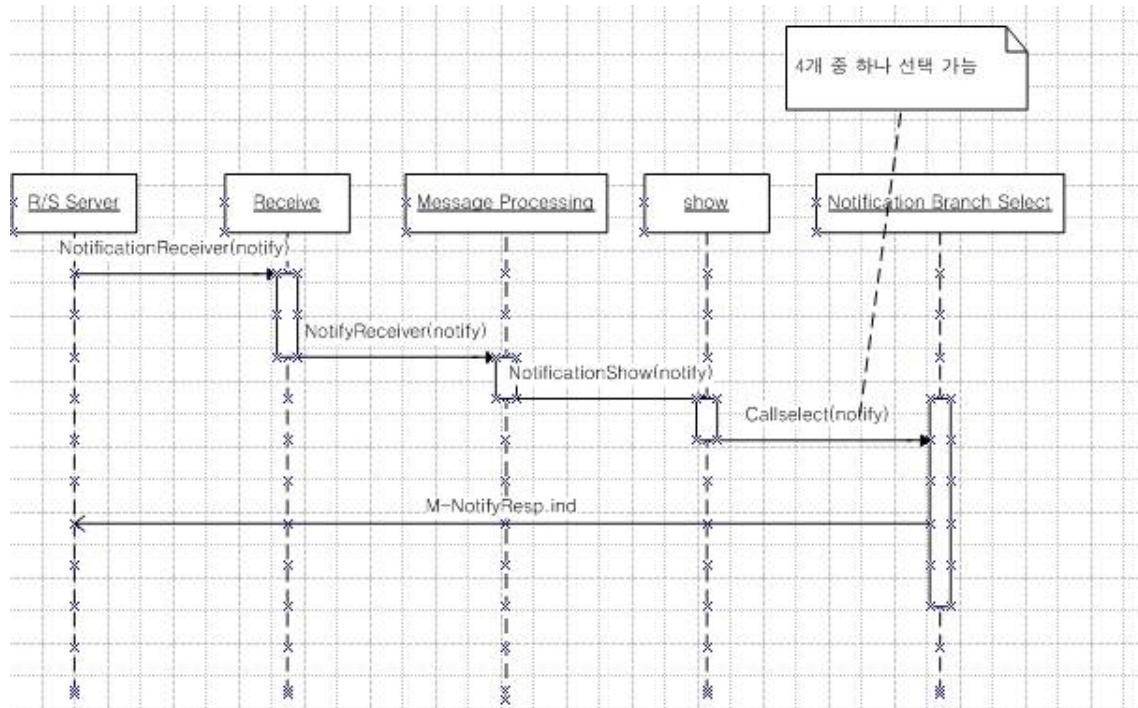 4개 중 하나 선택 가능
R/S Server
Receive
Message Processing
show
Notification Branch Select
NotificationReceiver(notify)
NotifyReceiver(notify)
NotificationShow(notify)
Callselect(notify)
M-NotifyResp.ind